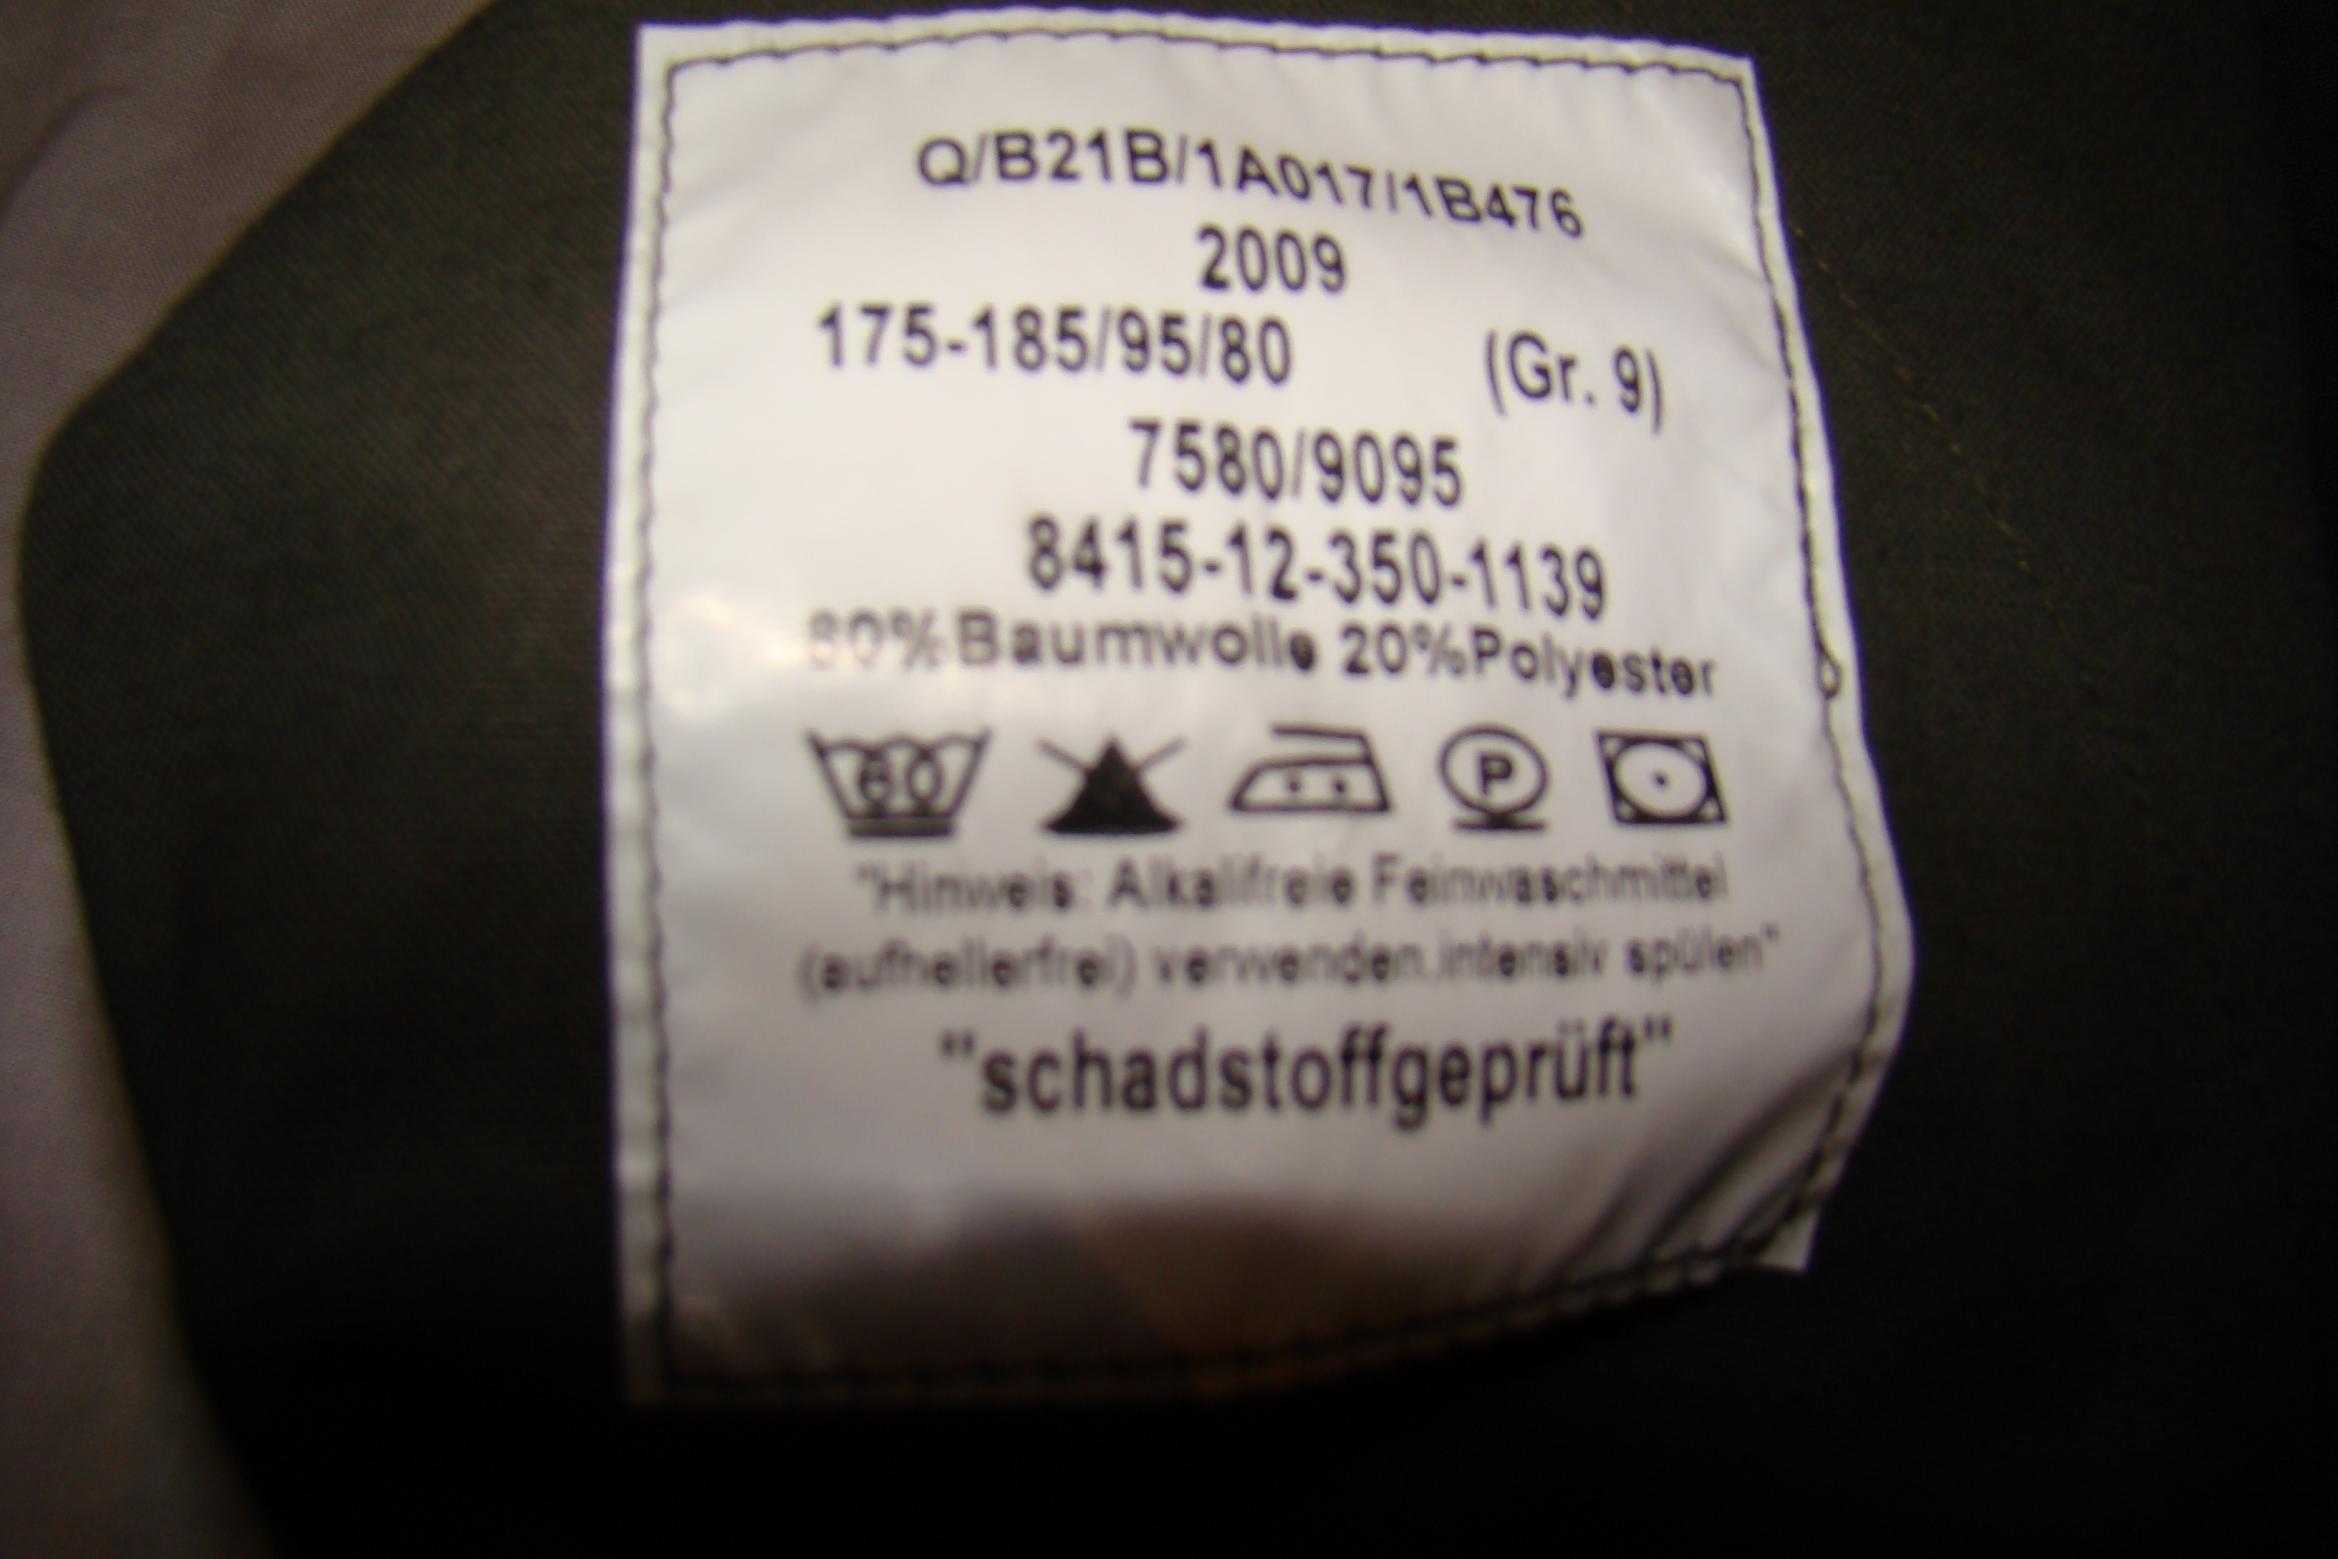 Q/B21B/1A017/1B476
2009
175-185/95/80 (Gr. 9)
7580/9095
8415-12-350-1139
80%Baumwolle 20%Polyester
60 P
"Hinweis: Alkalifreie Feinwaschmittel
(aufhellerfrei) verwenden.intensiv spülen"
"schadstoffgeprüft"